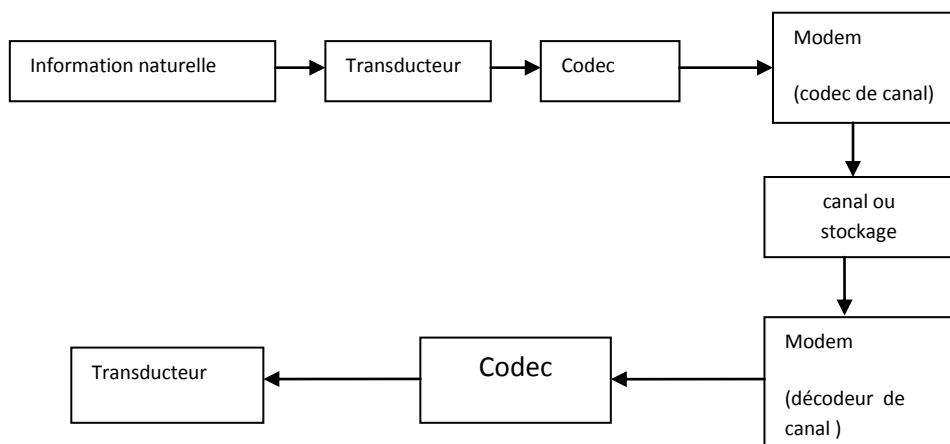 Information naturelle
Transducteur
Codec
Modem
(codec de canal)
canal ou
stockage
Modem
(décodeur de
canal )
Codec
Transducteur